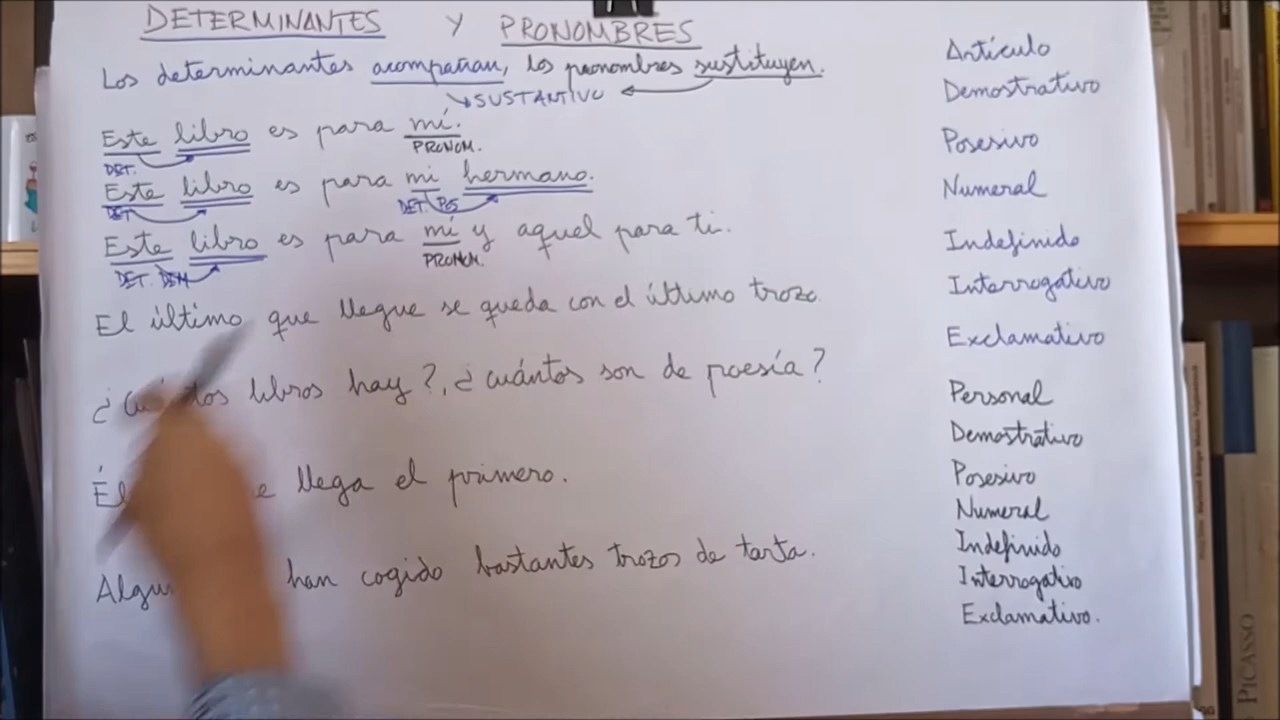 DETERMINANTES Y PRONOMBRES
Los determinantes acompañan, los pronombres sustituyen.
SUSTANTIVO
Este libro es para mí.
DET. PRONOM.
Este libro es para mi hermano.
DET. DET. POS
Este libro es para mí y aquel para ti.
DET. DEM PRONOM.
El último que llegue se queda con el último trozo.
libros hay?, ¿cuántos son de poesía?
llega el primero.
han cogido bastantes trozos de tarta.
Artículo
Demostrativo
Posesivo
Numeral
Indefinido
Interrogativo
Exclamativo
Personal
Demostrativo
Posesivo
Numeral
Indefinido
Interrogativo
Exclamativo.
PICASSO